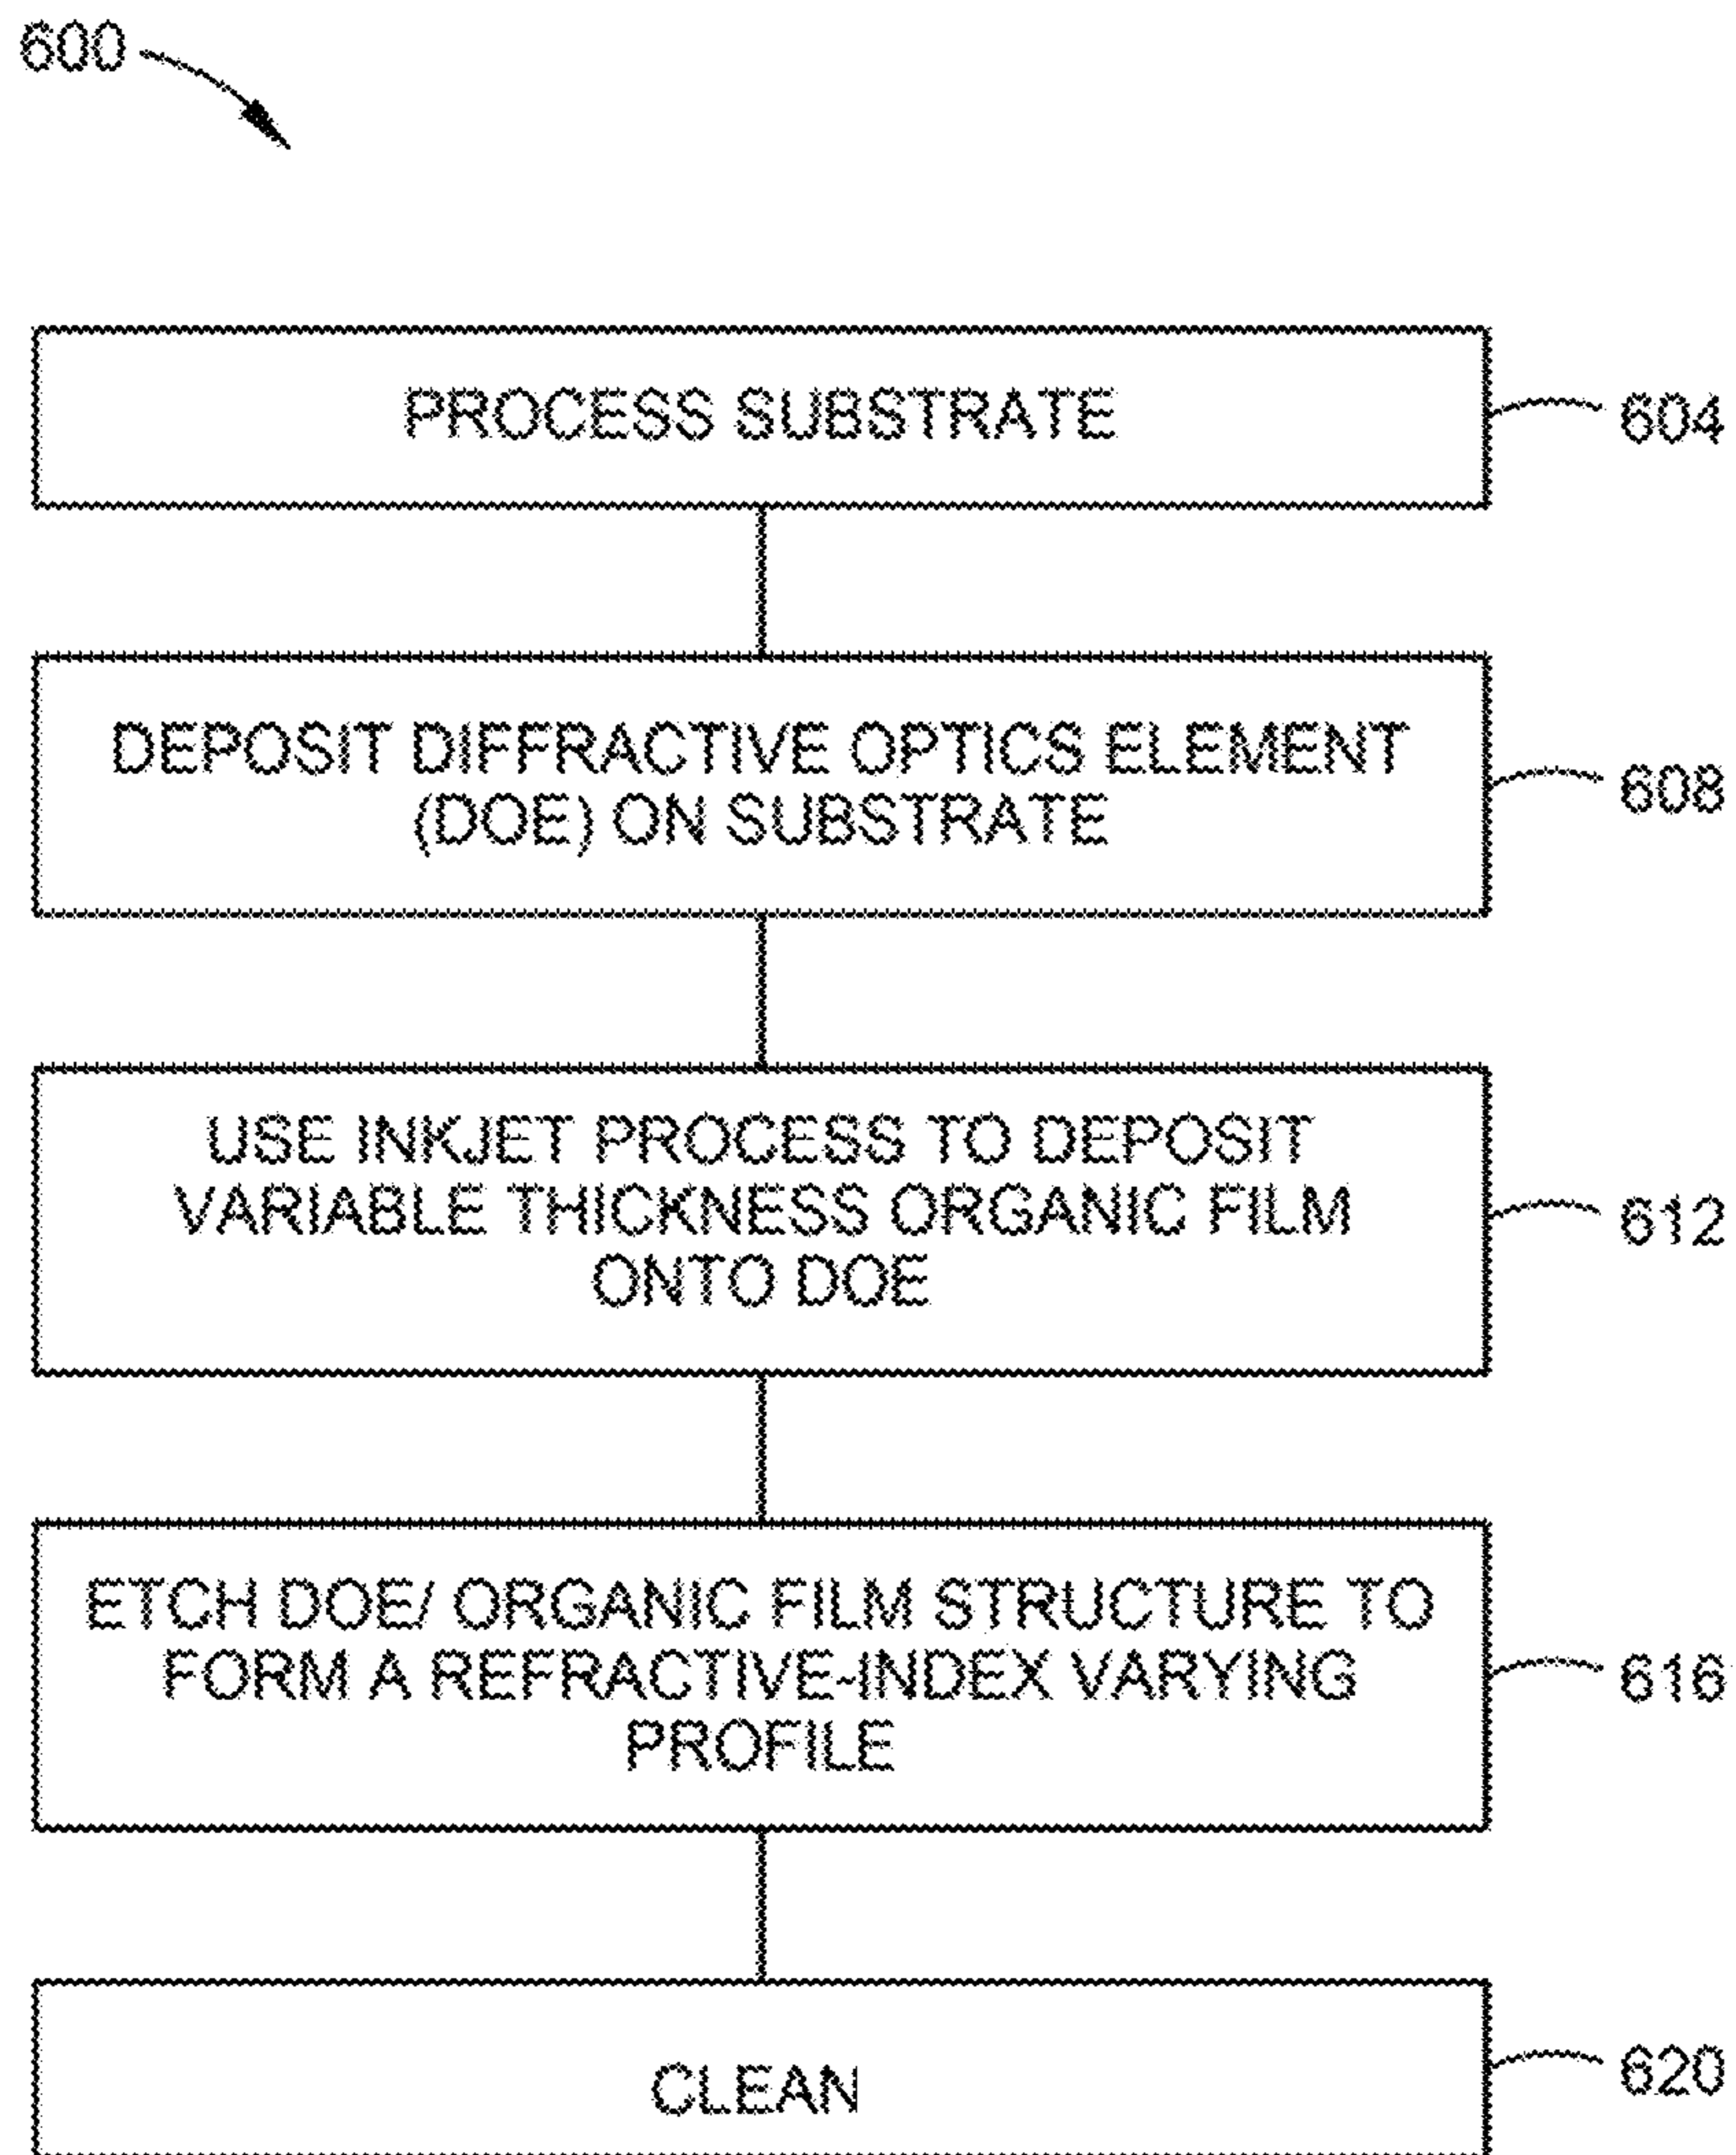 600
PROCESS SUBSTRATE
604
DEPOSIT DIFFRACTIVE OPTICS ELEMENT
(DOE) ON SUBSTRATE
608
USE INKJET PROCESS TO DEPOSIT
VARIABLE THICKNESS ORGANIC FILM
ONTO DOE
612
ETCH DOE/ ORGANIC FILM STRUCTURE TO
FORM A REFRACTIVE-INDEX VARYING
PROFILE
616
CLEAN
620